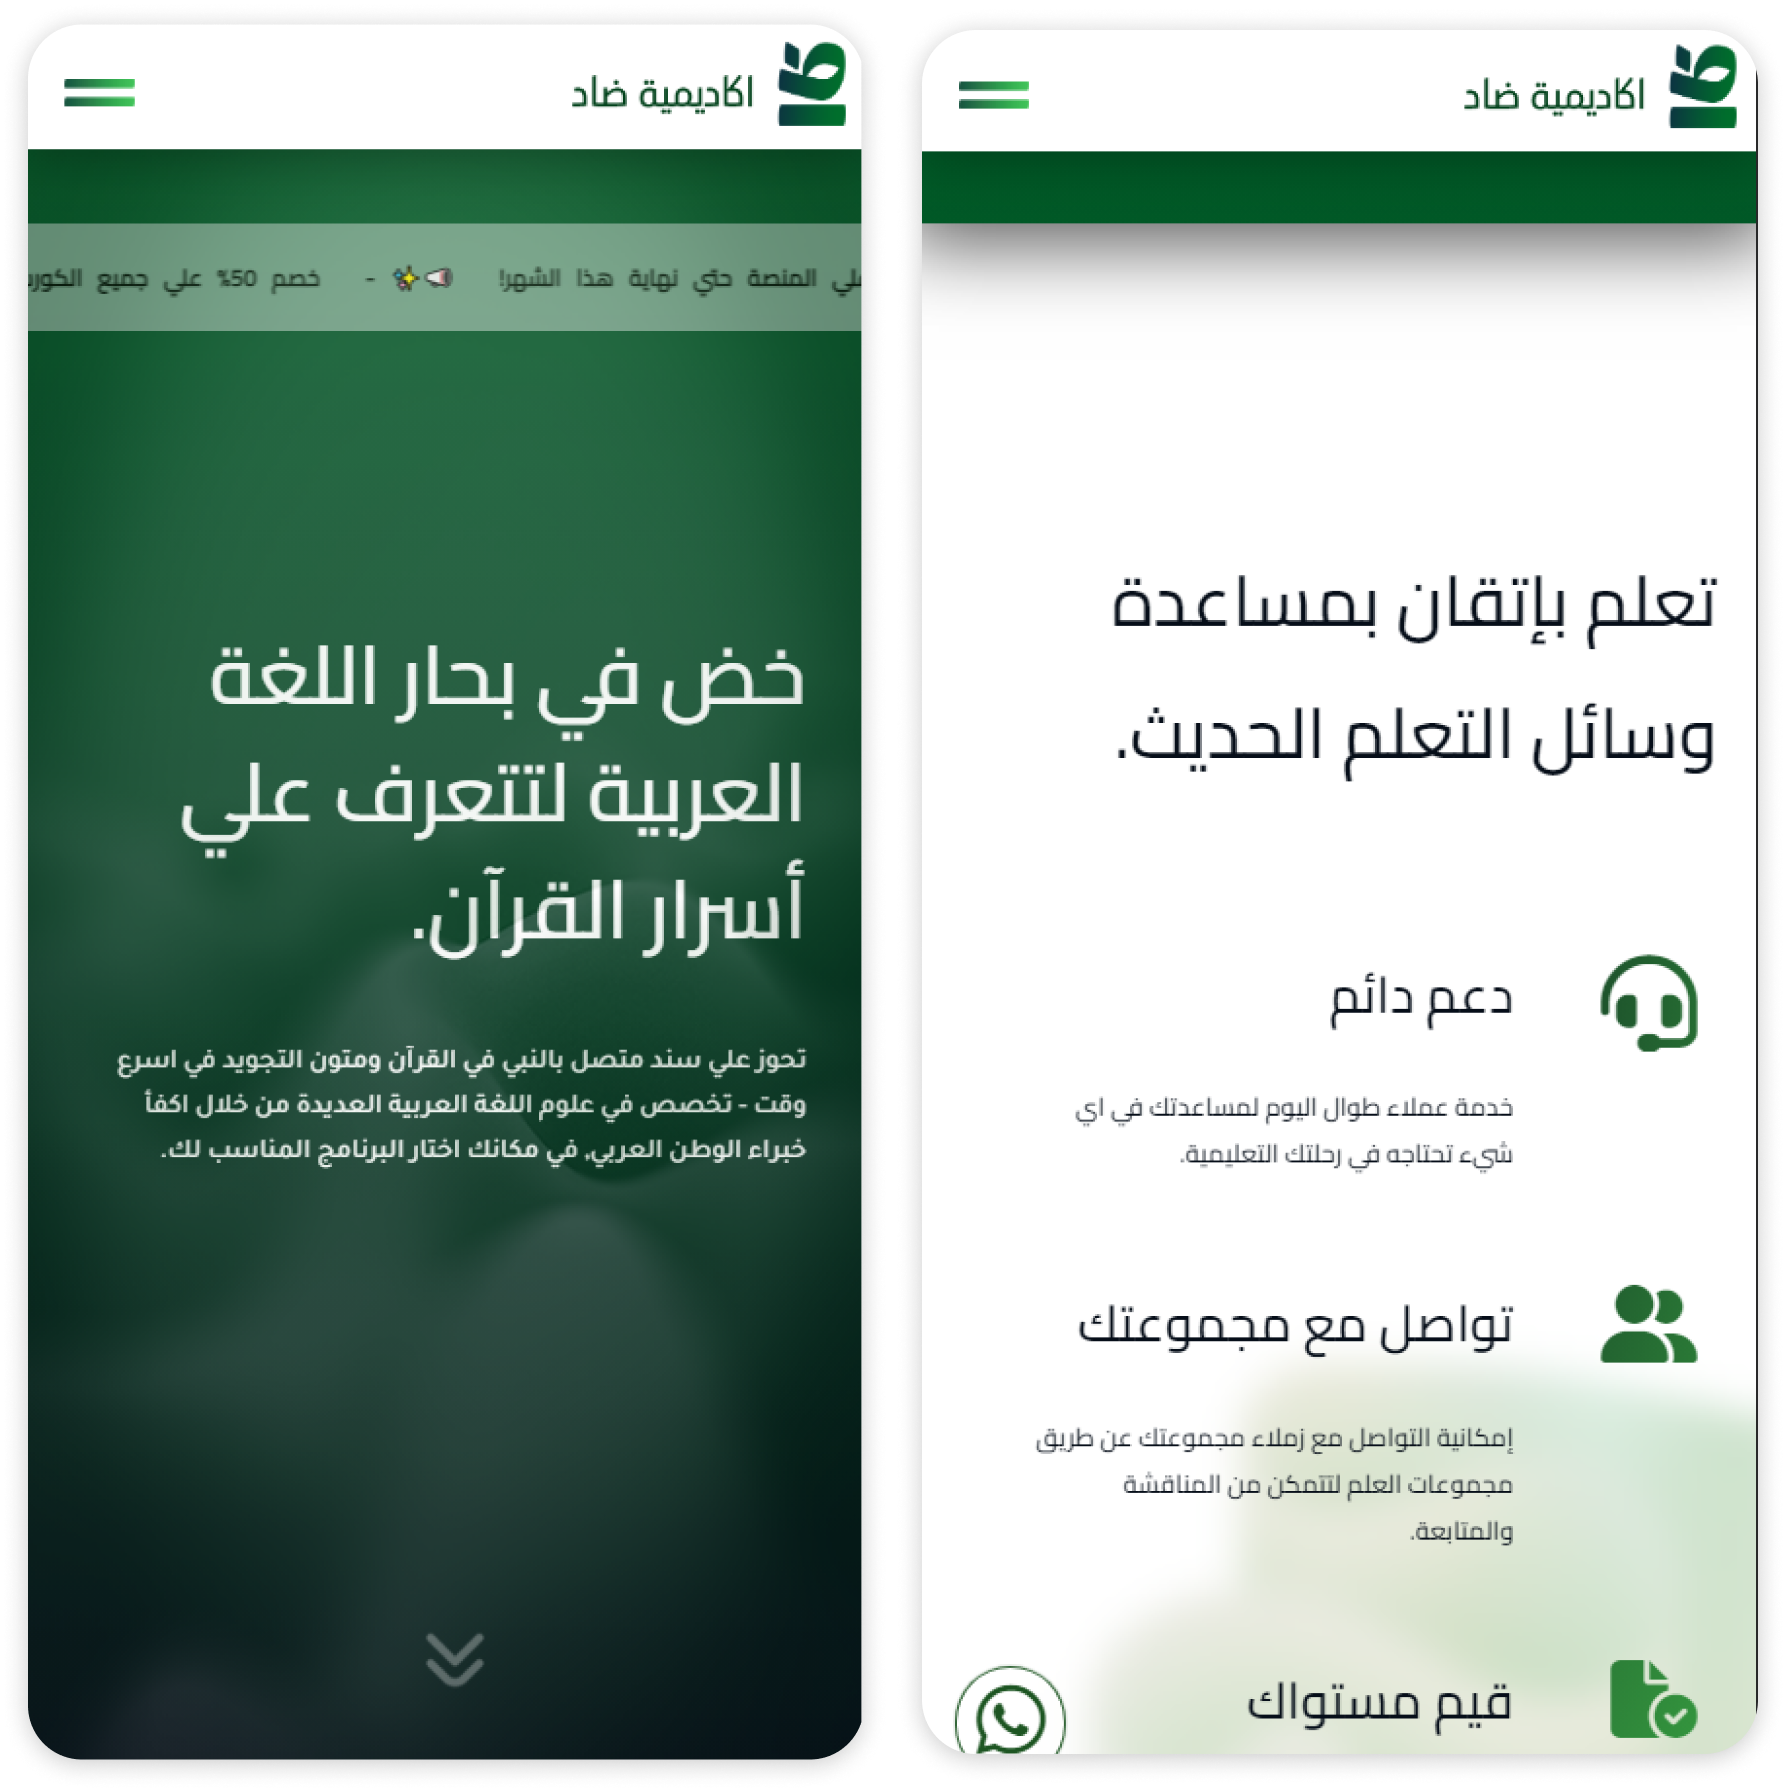 اكاديمية ضاد
علي المنصة حتي نهاية هذا الشهر! - خصم 50% علي جميع
خض في بحار اللغة
العربية لتتعرف علي
أسرار القرآن.
تحوز علي سند متصل بالنبي في القرآن ومتون التجويد في اسرع
وقت - تخصص في علوم اللغة العربية العديدة من خلال اكفأ
خبراء الوطن العربي, في مكانك اختار البرنامج المناسب لك.
اكاديمية ضاد
تعلم بإتقان بمساعدة
وسائل التعلم الحديث.
دعم دائم
خدمة عملاء طوال اليوم لمساعدتك في اي
شيء تحتاجه في رحلتك التعليمية.
تواصل مع مجموعتك
إمكانية التواصل مع زملاء مجموعتك عن طريق
مجموعات العلم لتتمكن من المناقشة
والمتابعة.
قيم مستواك